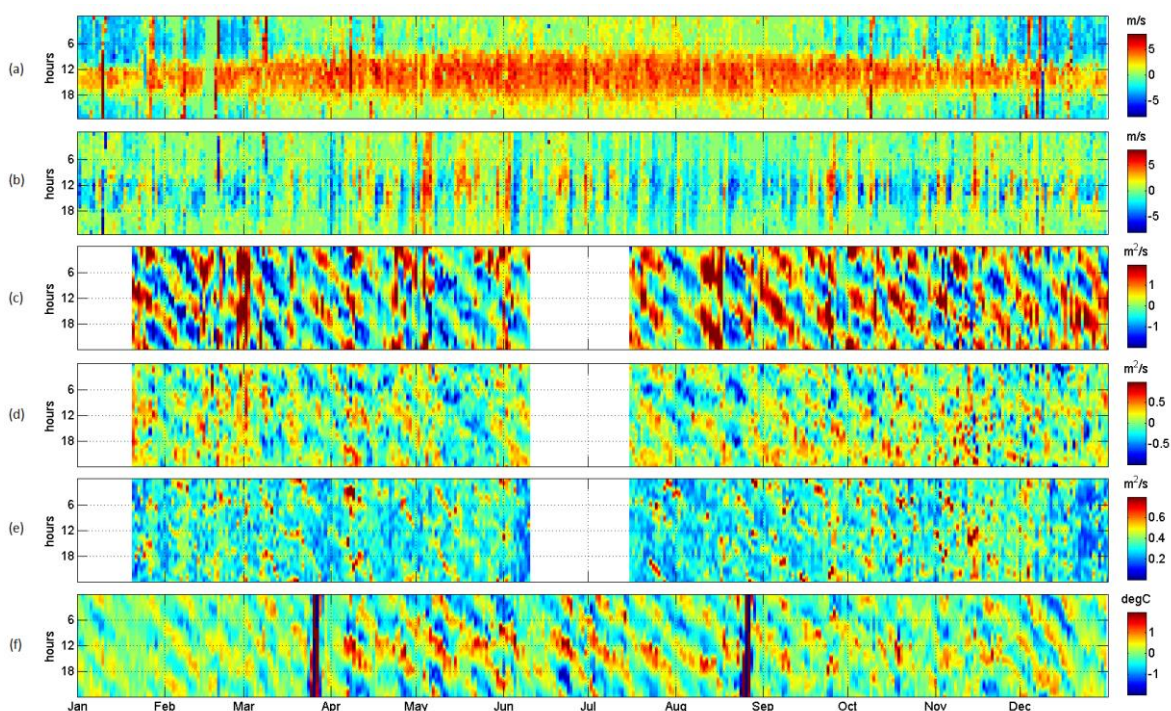 m/s
(a)
hours
6
12
18
5
0
-5
m/s
(b)
hours
6
12
18
5
0
-5
m²/s
(c)
hours
6
12
18
1
0
-1
m²/s
(d)
hours
6
12
18
0.5
0
-0.5
m²/s
(e)
hours
6
12
18
0.6
0.4
0.2
degC
(f)
hours
6
12
18
1
0
-1
Jan Feb Mar Apr May Jun Jul Aug Sep Oct Nov Dec